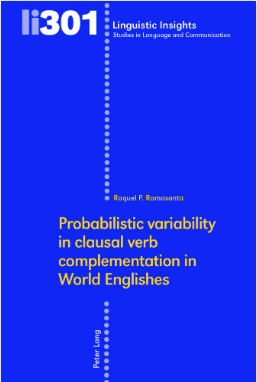 li301
Linguistic Insights
Studies in Language and Communication
Raquel P. Romasanta
Probabilistic variability
in clausal verb
complementation in
World Englishes
Peter Lang